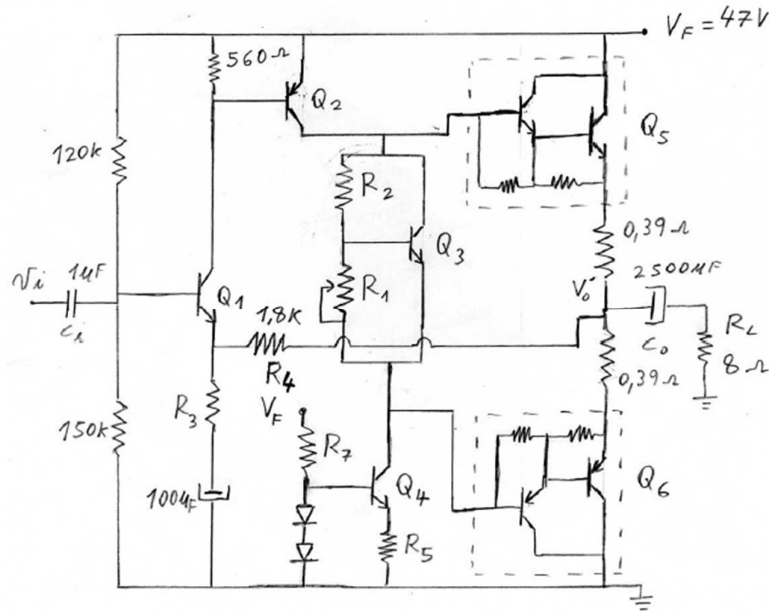 V_F = 47V
560Ω
Q2
120k
Q5
R2
Q3
0,39Ω
1μF
vi
Ci
Q1
R1
Vo
2500μF
Co
1,8k
R4
RL
8Ω
0,39Ω
R3
VF
150k
R7
Q4
Q6
100μF
R5